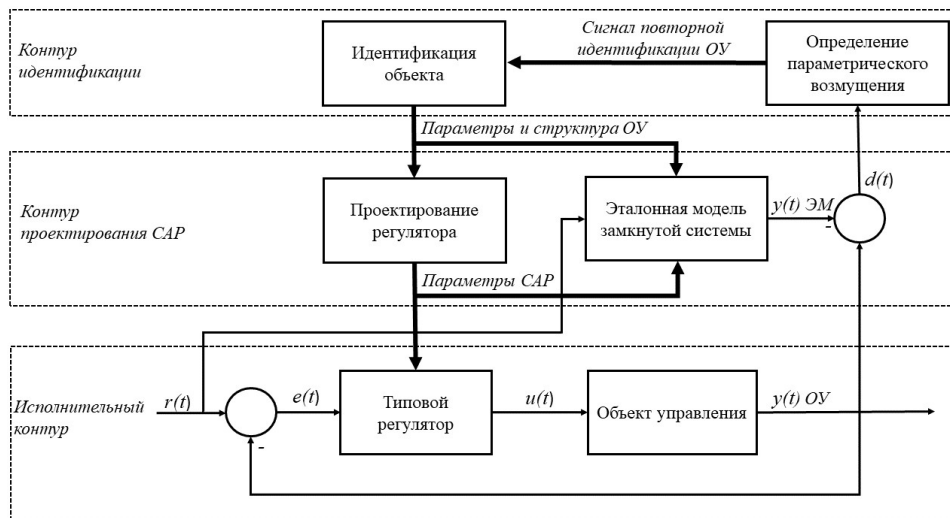 Контур
идентификации
Идентификация
объекта
Сигнал повторной
идентификации ОУ
Определение
параметрического
возмущения
Параметры и структура ОУ
d(t)
Контур
проектирования САР
Проектирование
регулятора
Эталонная модель
замкнутой системы
y(t) ЭМ
-
Параметры САР
Исполнительный
контур
r(t)
-
e(t)
Типовой
регулятор
u(t)
Объект управления
y(t) ОУ